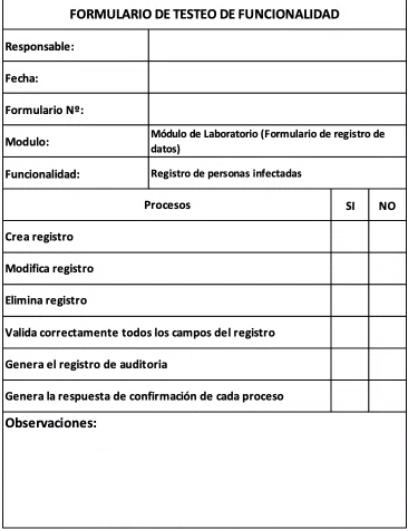 FORMULARIO DE TESTEO DE FUNCIONALIDAD
Responsable:
Fecha:
Formulario Nº:
Modulo:
Módulo de Laboratorio (Formulario de registro de
datos)
Funcionalidad:
Registro de personas infectadas
Procesos SI NO
Crea registro
Modifica registro
Elimina registro
Valida correctamente todos los campos del registro
Genera el registro de auditoria
Genera la respuesta de confirmación de cada proceso
Observaciones: